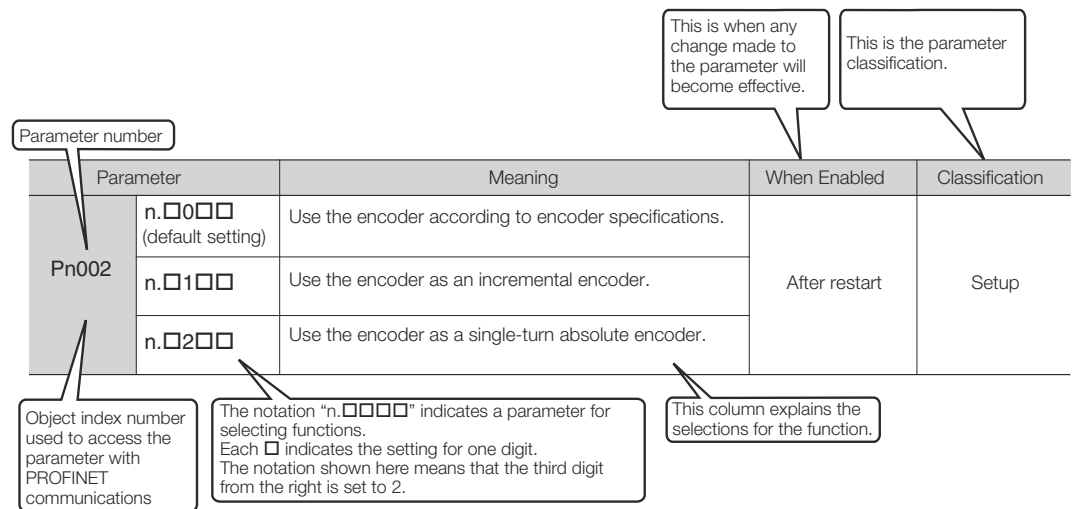 This is when any
change made to
the parameter will
become effective.
This is the parameter
classification.
Parameter number
Parameter Meaning When Enabled Classification
Pn002
n.□0□□
(default setting)
Use the encoder according to encoder specifications.
n.□1□□
Use the encoder as an incremental encoder.
After restart
Setup
n.□2□□
Use the encoder as a single-turn absolute encoder.
Object index number
used to access the
parameter with
PROFINET
communications
The notation “n.□□□□” indicates a parameter for
selecting functions.
Each □ indicates the setting for one digit.
The notation shown here means that the third digit
from the right is set to 2.
This column explains the
selections for the function.